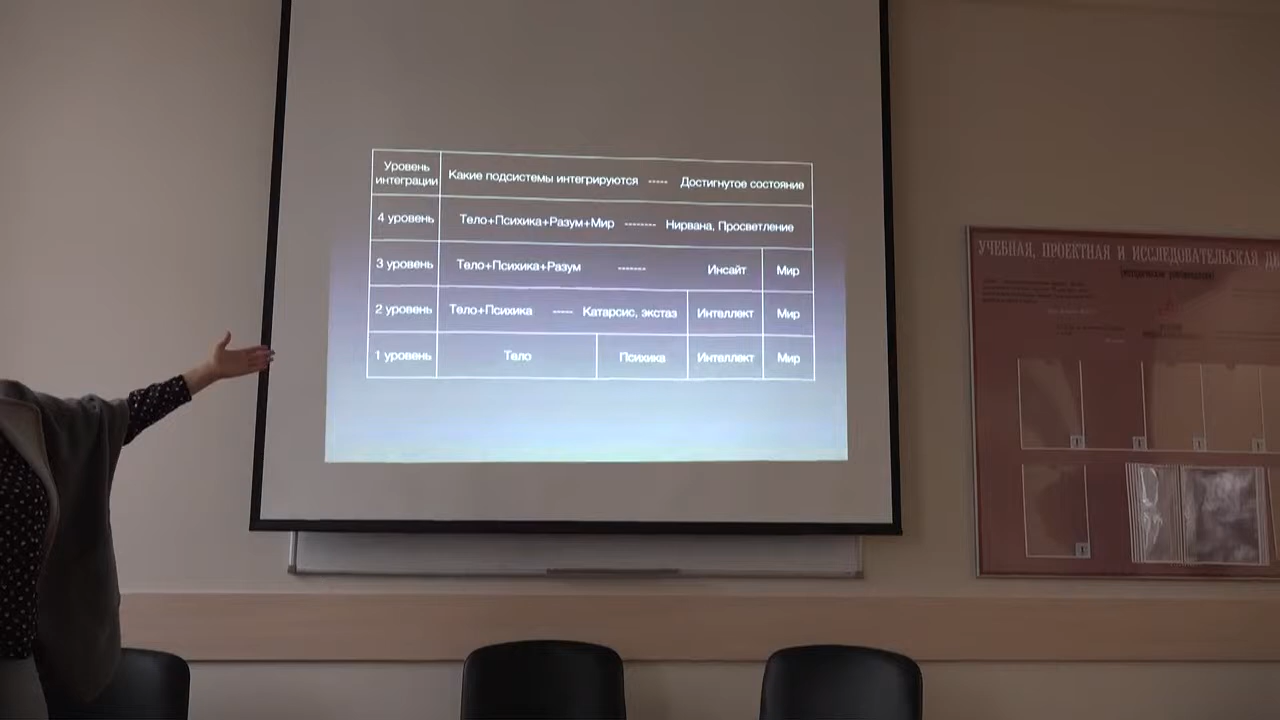 Уровень интеграции
Какие подсистемы интегрируются ----- Достигнутое состояние
4 уровень
Тело+Психика+Разум+Мир -------- Нирвана, Просветление
3 уровень
Тело+Психика+Разум ------- Инсайт
Мир
2 уровень
Тело+Психика ----- Катарсис, экстаз
Интеллект
Мир
1 уровень
Тело
Психика
Интеллект
Мир
УЧЕБНАЯ, ПРОЕКТНАЯ И ИССЛЕДОВАТЕЛЬСКАЯ